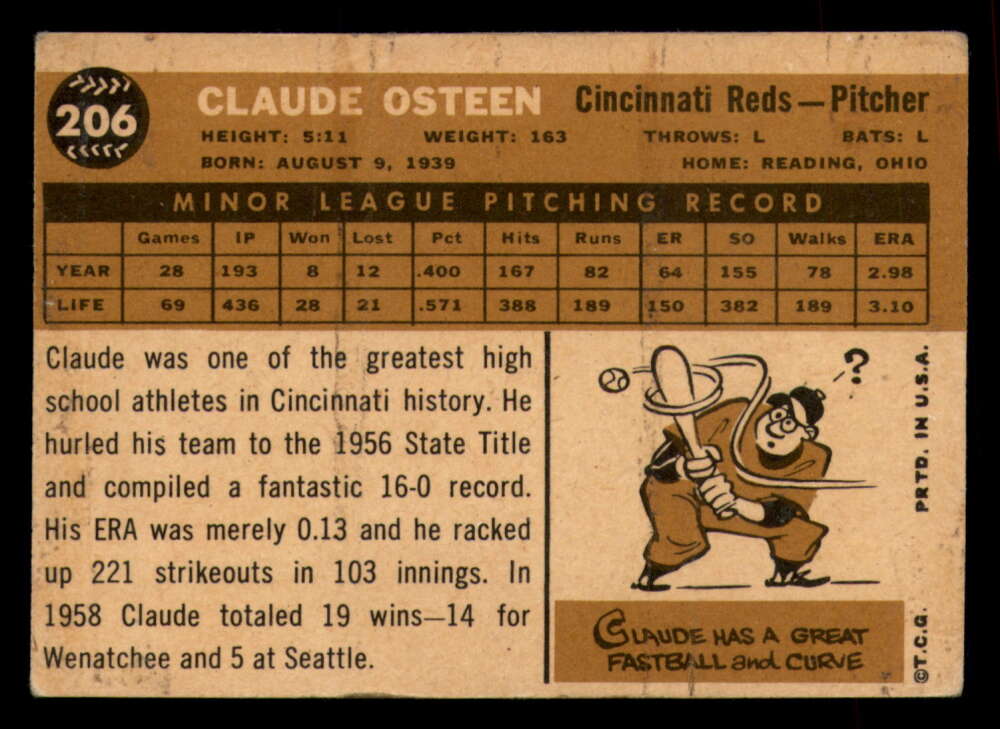 206
CLAUDE OSTEEN Cincinnati Reds—Pitcher
HEIGHT: 5:11 WEIGHT: 163 THROWS: L BATS: L
BORN: AUGUST 9, 1939 HOME: READING, OHIO
MINOR LEAGUE PITCHING RECORD
Games IP Won Lost Pct Hits Runs ER SO Walks ERA
YEAR 28 193 8 12 .400 167 82 64 155 78 2.98
LIFE 69 436 28 21 .571 388 189 150 382 189 3.10
Claude was one of the greatest high
school athletes in Cincinnati history. He
hurled his team to the 1956 State Title
and compiled a fantastic 16-0 record.
His ERA was merely 0.13 and he racked
up 221 strikeouts in 103 innings. In
1958 Claude totaled 19 wins—14 for
Wenatchee and 5 at Seattle.
?
CLAUDE HAS A GREAT
FASTBALL and CURVE
©T.C.G. PRTD. IN U.S.A.